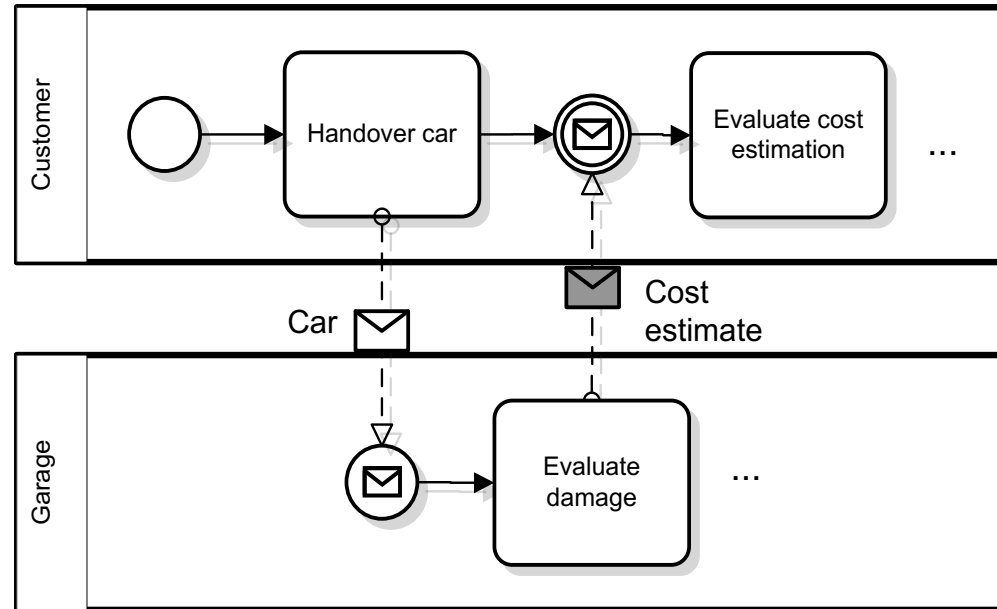 Customer
Handover car
Evaluate cost
estimation
...
Car
Cost
estimate
Garage
Evaluate
damage
...